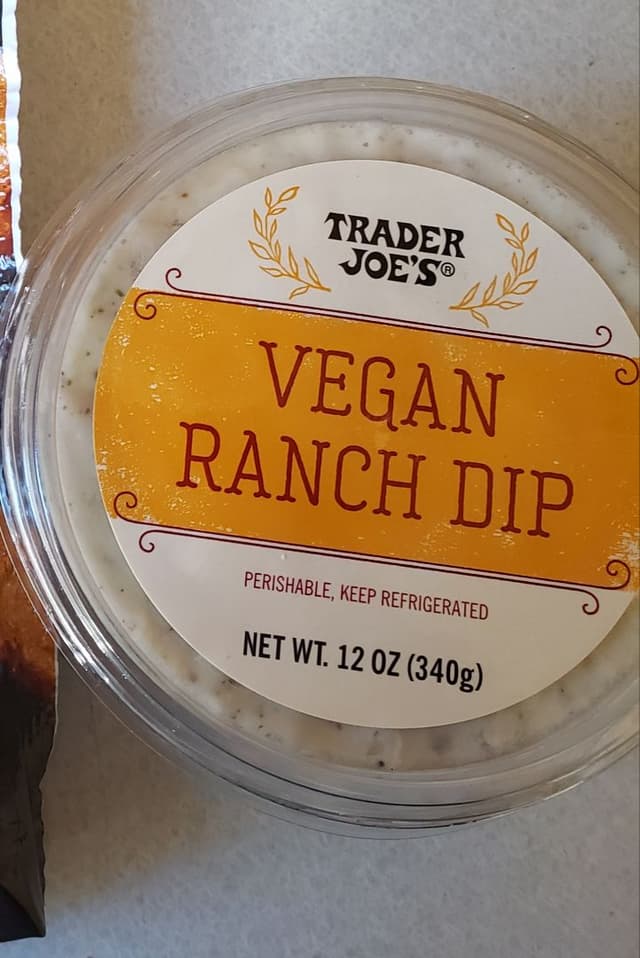 TRADER
JOE'S®
VEGAN
RANCH DIP
PERISHABLE, KEEP REFRIGERATED
NET WT. 12 OZ (340g)